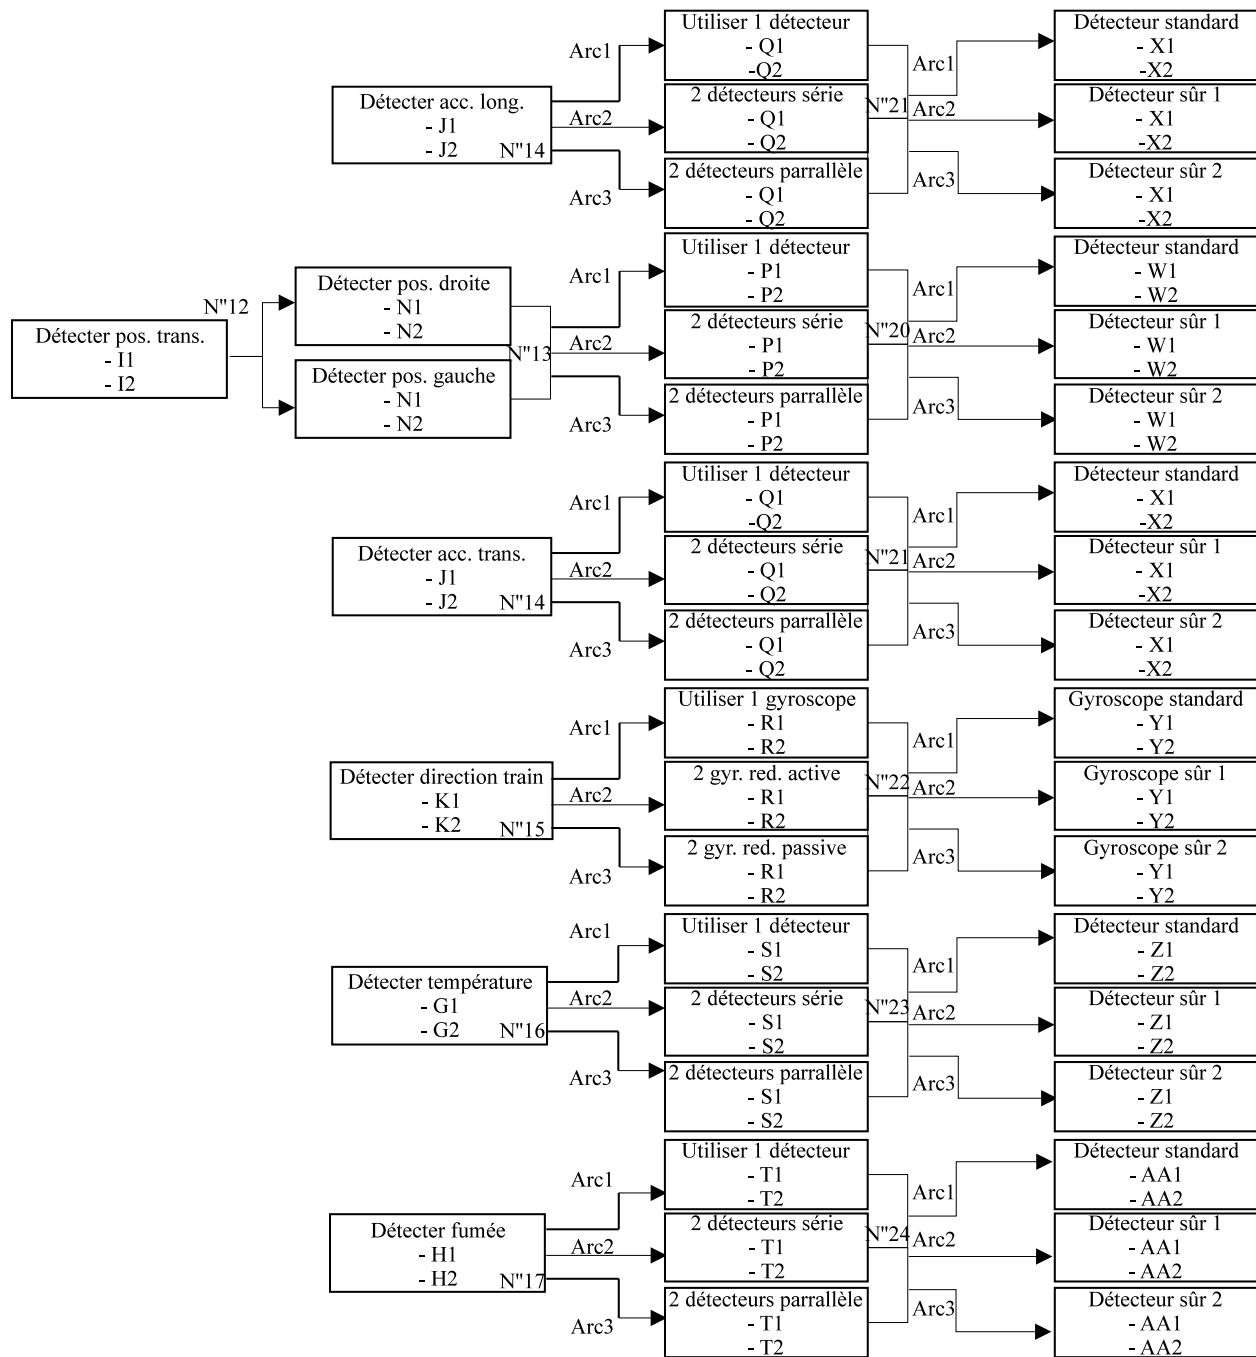 Utiliser 1 détecteur
- Q1
-Q2
Détecteur standard
- X1
-X2
Arc1
Arc1
Détecter acc. long.
- J1
- J2
N"14
Arc2
2 détecteurs série
- Q1
- Q2
N"21
Arc2
Détecteur sûr 1
- X1
-X2
Arc3
2 détecteurs parrallèle
- Q1
- Q2
Arc3
Détecteur sûr 2
- X1
-X2
Détecter pos. trans.
- I1
- I2
N"12
Détecter pos. droite
- N1
- N2
Détecter pos. gauche
- N1
- N2
N"13
Arc1
Utiliser 1 détecteur
- P1
- P2
Arc1
Détecteur standard
- W1
- W2
Arc2
2 détecteurs série
- P1
- P2
N"20
Arc2
Détecteur sûr 1
- W1
- W2
Arc3
2 détecteurs parrallèle
- P1
- P2
Arc3
Détecteur sûr 2
- W1
- W2
Utiliser 1 détecteur
- Q1
-Q2
Détecteur standard
- X1
-X2
Arc1
Arc1
Détecter acc. trans.
- J1
- J2
N"14
Arc2
2 détecteurs série
- Q1
- Q2
N"21
Arc2
Détecteur sûr 1
- X1
-X2
Arc3
2 détecteurs parrallèle
- Q1
- Q2
Arc3
Détecteur sûr 2
- X1
-X2
Utiliser 1 gyroscope
- R1
- R2
Gyroscope standard
- Y1
- Y2
Arc1
Arc1
Détecter direction train
- K1
- K2
N"15
Arc2
2 gyr. red. active
- R1
- R2
N"22
Arc2
Gyroscope sûr 1
- Y1
- Y2
Arc3
2 gyr. red. passive
- R1
- R2
Arc3
Gyroscope sûr 2
- Y1
- Y2
Utiliser 1 détecteur
- S1
- S2
Détecteur standard
- Z1
- Z2
Arc1
Arc1
Détecter température
- G1
- G2
N"16
Arc2
2 détecteurs série
- S1
- S2
N"23
Arc2
Détecteur sûr 1
- Z1
- Z2
Arc3
2 détecteurs parrallèle
- S1
- S2
Arc3
Détecteur sûr 2
- Z1
- Z2
Utiliser 1 détecteur
- T1
- T2
Détecteur standard
- AA1
- AA2
Arc1
Arc1
Détecter fumée
- H1
- H2
N"17
Arc2
2 détecteurs série
- T1
- T2
N"24
Arc2
Détecteur sûr 1
- AA1
- AA2
Arc3
2 détecteurs parrallèle
- T1
- T2
Arc3
Détecteur sûr 2
- AA1
- AA2